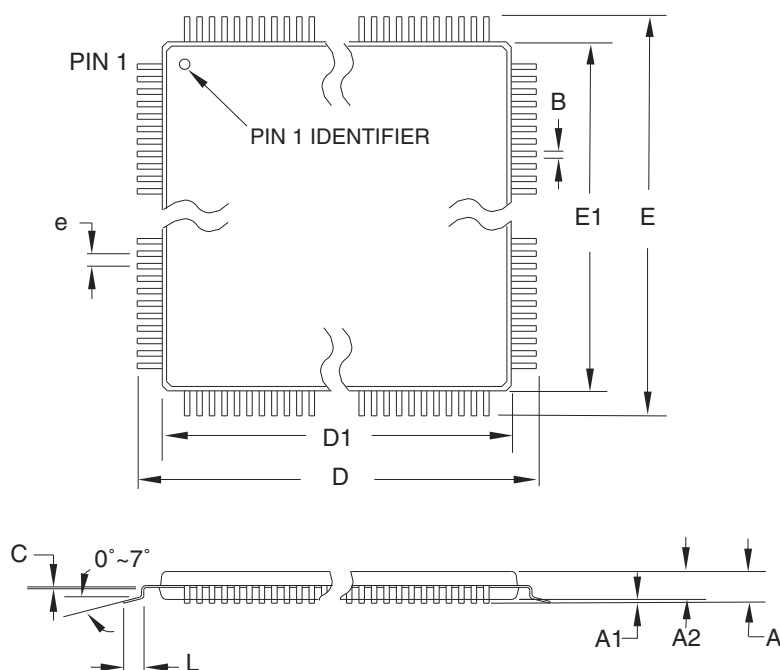 PIN 1
B
PIN 1 IDENTIFIER
e
E1
E
D1
D
C
0°~7°
L
A1
A2
A